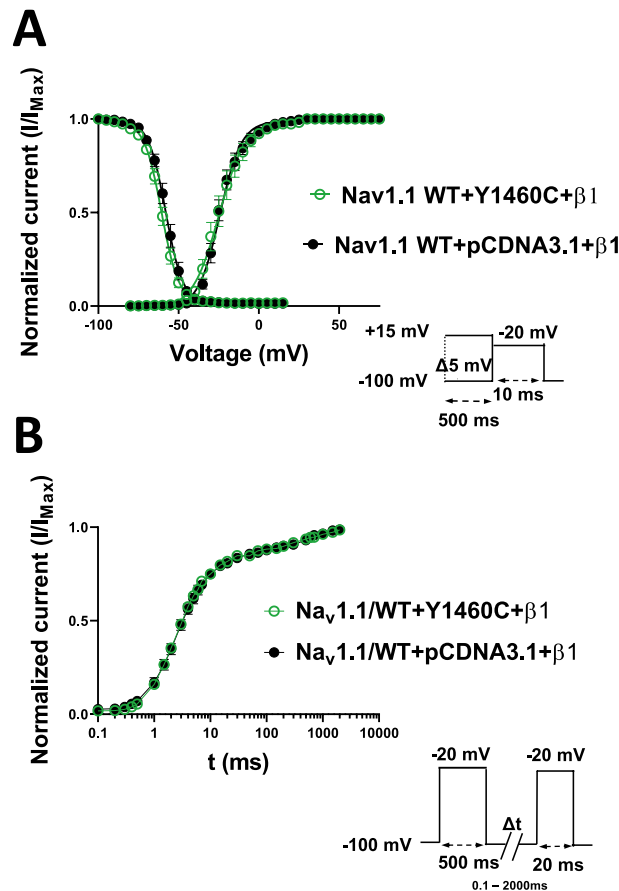 A
Normalized current (I/IMax)
1.0
0.5
0.0
-100
-50
0
50
Voltage (mV)
Nav1.1 WT+Y1460C+β1
Nav1.1 WT+pCDNA3.1+β1
+15 mV
-20 mV
Δ5 mV
-100 mV
10 ms
500 ms
B
Normalized current (I/IMax)
1.0
0.5
0.0
0.1
1
10
100
1000
10000
t (ms)
Nav1.1/WT+Y1460C+β1
Nav1.1/WT+pCDNA3.1+β1
-20 mV
-20 mV
Δt
-100 mV
500 ms
20 ms
0.1 – 2000ms